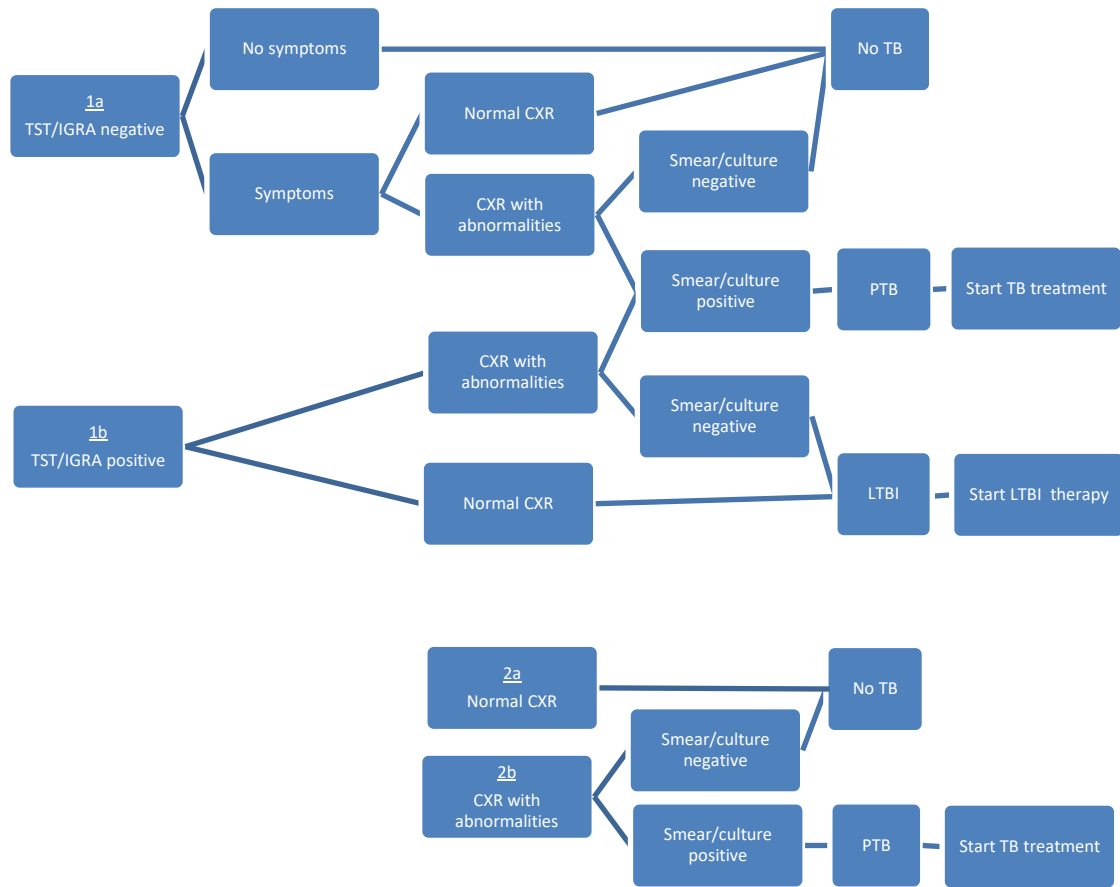 No symptoms
No TB
1a
TST/IGRA negative
Normal CXR
Symptoms
Smear/culture
negative
CXR with
abnormalities
Smear/culture
positive
PTB
Start TB treatment
CXR with
abnormalities
Smear/culture
negative
1b
TST/IGRA positive
Normal CXR
LTBI
Start LTBI  therapy
2a
Normal CXR
No TB
Smear/culture
negative
2b
CXR with
abnormalities
Smear/culture
positive
PTB
Start TB treatment